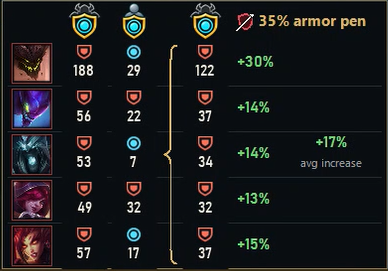 35% armor pen
188 29 122 +30%
56 22 37 +14%
53 7 34 +14% +17%
avg increase
49 32 32 +13%
57 17 37 +15%